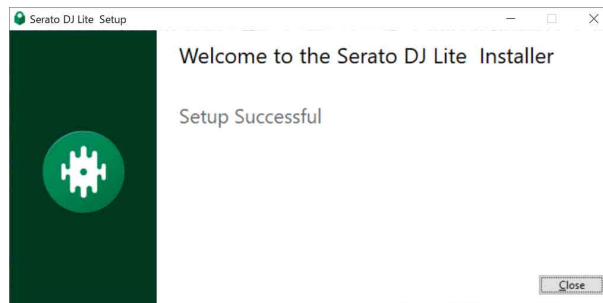 Serato DJ Lite  Setup
Welcome to the Serato DJ Lite  Installer
Setup Successful
Close